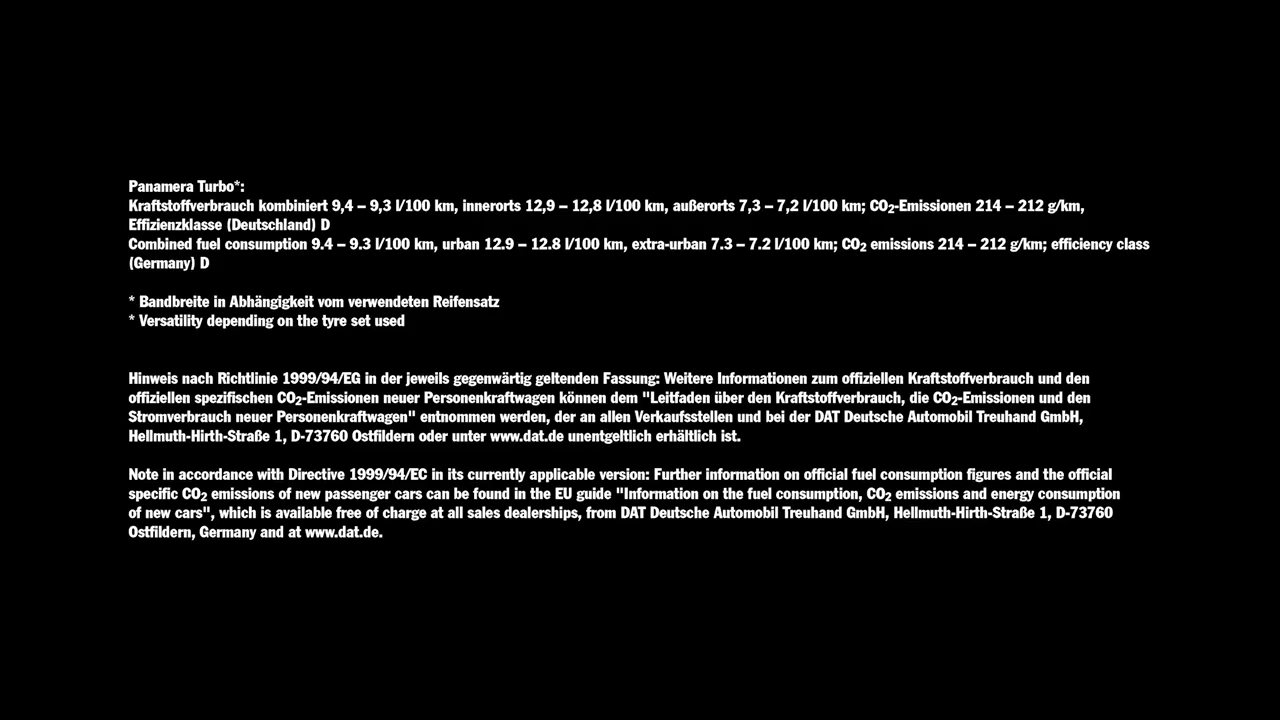 Panamera Turbo*:
Kraftstoffverbrauch kombiniert 9,4 – 9,3 l/100 km, innerorts 12,9 – 12,8 l/100 km, außerorts 7,3 – 7,2 l/100 km; CO₂-Emissionen 214 – 212 g/km,
Effizienzklasse (Deutschland) D
Combined fuel consumption 9.4 – 9.3 l/100 km, urban 12.9 – 12.8 l/100 km, extra-urban 7.3 – 7.2 l/100 km; CO₂ emissions 214 – 212 g/km; efficiency class
(Germany) D
* Bandbreite in Abhängigkeit vom verwendeten Reifensatz
* Versatility depending on the tyre set used
Hinweis nach Richtlinie 1999/94/EG in der jeweils gegenwärtig geltenden Fassung: Weitere Informationen zum offiziellen Kraftstoffverbrauch und den
offiziellen spezifischen CO₂-Emissionen neuer Personenkraftwagen können dem "Leitfaden über den Kraftstoffverbrauch, die CO₂-Emissionen und den
Stromverbrauch neuer Personenkraftwagen" entnommen werden, der an allen Verkaufsstellen und bei der DAT Deutsche Automobil Treuhand GmbH,
Hellmuth-Hirth-Straße 1, D-73760 Ostfildern oder unter www.dat.de unentgeltlich erhältlich ist.
Note in accordance with Directive 1999/94/EC in its currently applicable version: Further information on official fuel consumption figures and the official
specific CO₂ emissions of new passenger cars can be found in the EU guide "Information on the fuel consumption, CO₂ emissions and energy consumption
of new cars", which is available free of charge at all sales dealerships, from DAT Deutsche Automobil Treuhand GmbH, Hellmuth-Hirth-Straße 1, D-73760
Ostfildern, Germany and at www.dat.de.